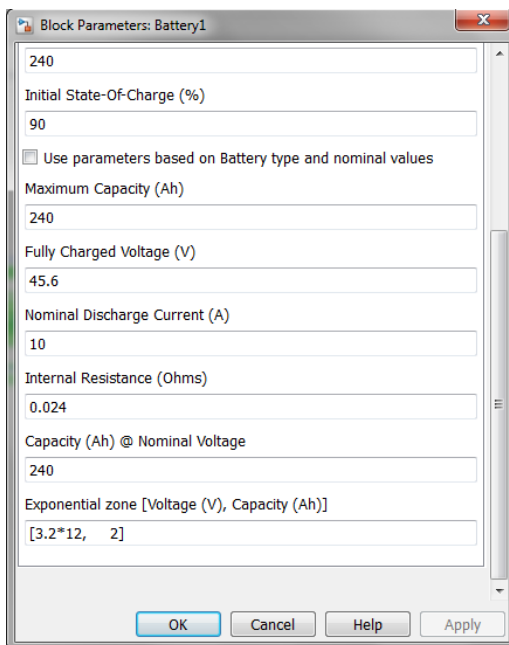 Block Parameters: Battery1
240
Initial State-Of-Charge (%)
90
Use parameters based on Battery type and nominal values
Maximum Capacity (Ah)
240
Fully Charged Voltage (V)
45.6
Nominal Discharge Current (A)
10
Internal Resistance (Ohms)
0.024
Capacity (Ah) @ Nominal Voltage
240
Exponential zone [Voltage (V), Capacity (Ah)]
[3.2*12,    2]
OK Cancel Help Apply